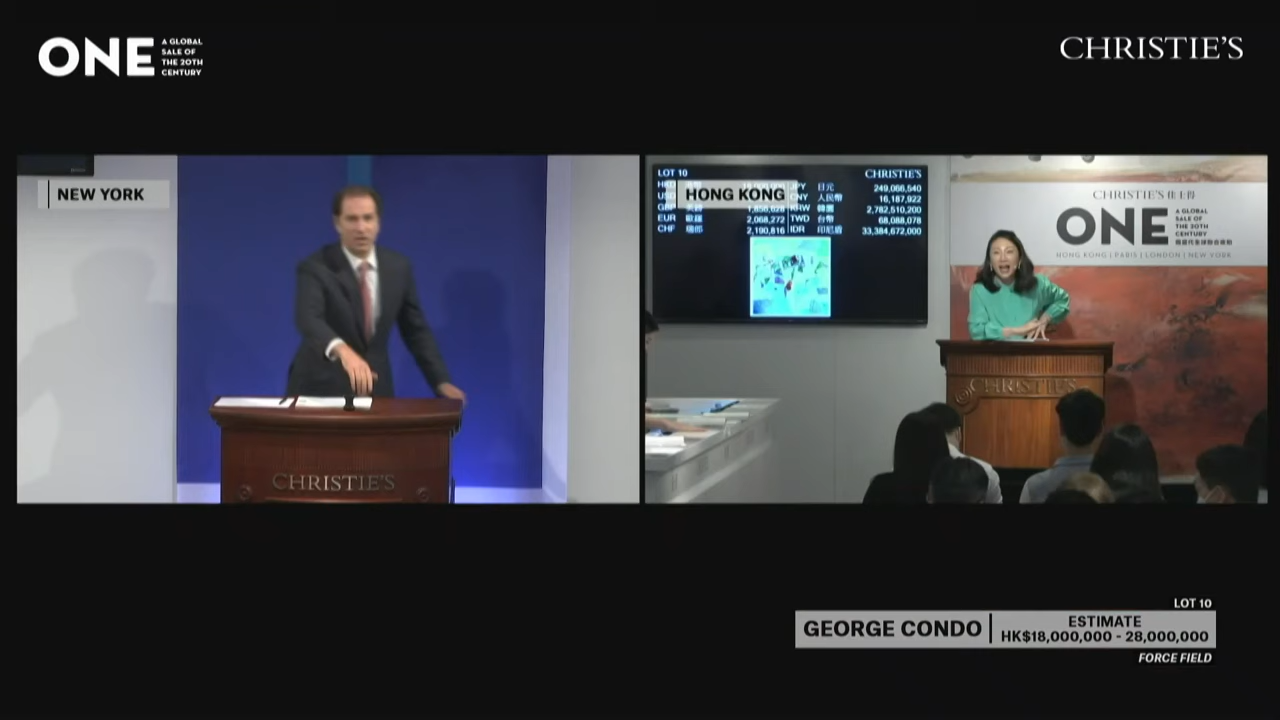 ONE
A GLOBAL
SALE OF
THE 20TH
CENTURY
CHRISTIE'S
NEW YORK
CHRISTIE'S
HONG KONG
LOT 10
CHRISTIE'S
JPY 日元 249,066,540
CNY 人民幣 16,187,922
KRW 韓圜 2,782,510,200
EUR 歐羅 2,068,272 TWD 台幣 68,088,078
CHF 瑞郎 2,190,816 IDR 印尼盾 33,384,672,000
CHRISTIE'S 佳士得
ONE
A GLOBAL
SALE OF
THE 20TH
CENTURY
HONG KONG | PARIS | LONDON | NEW YORK
CHRISTIE'S
LOT 10
GEORGE CONDO
ESTIMATE
HK$18,000,000 - 28,000,000
FORCE FIELD